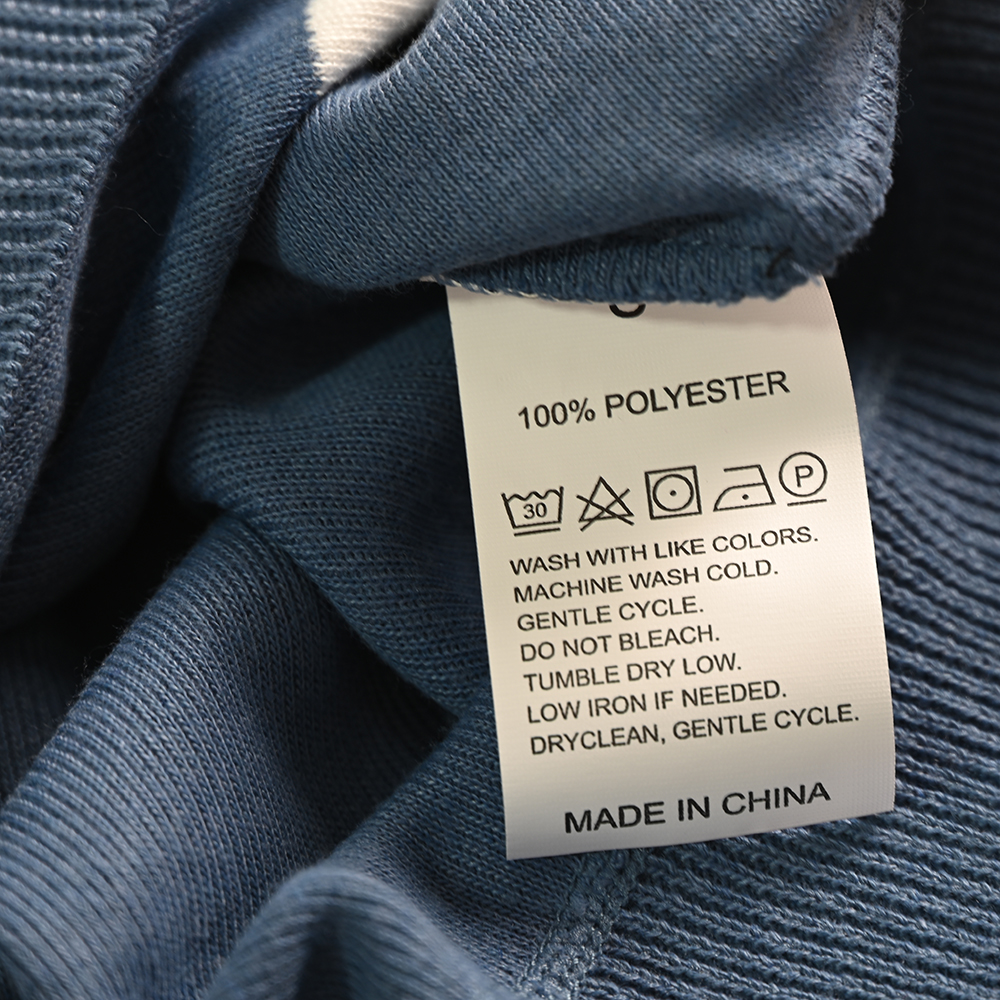 100% POLYESTER
30 P
WASH WITH LIKE COLORS.
MACHINE WASH COLD.
GENTLE CYCLE.
DO NOT BLEACH.
TUMBLE DRY LOW.
LOW IRON IF NEEDED.
DRYCLEAN, GENTLE CYCLE.
MADE IN CHINA